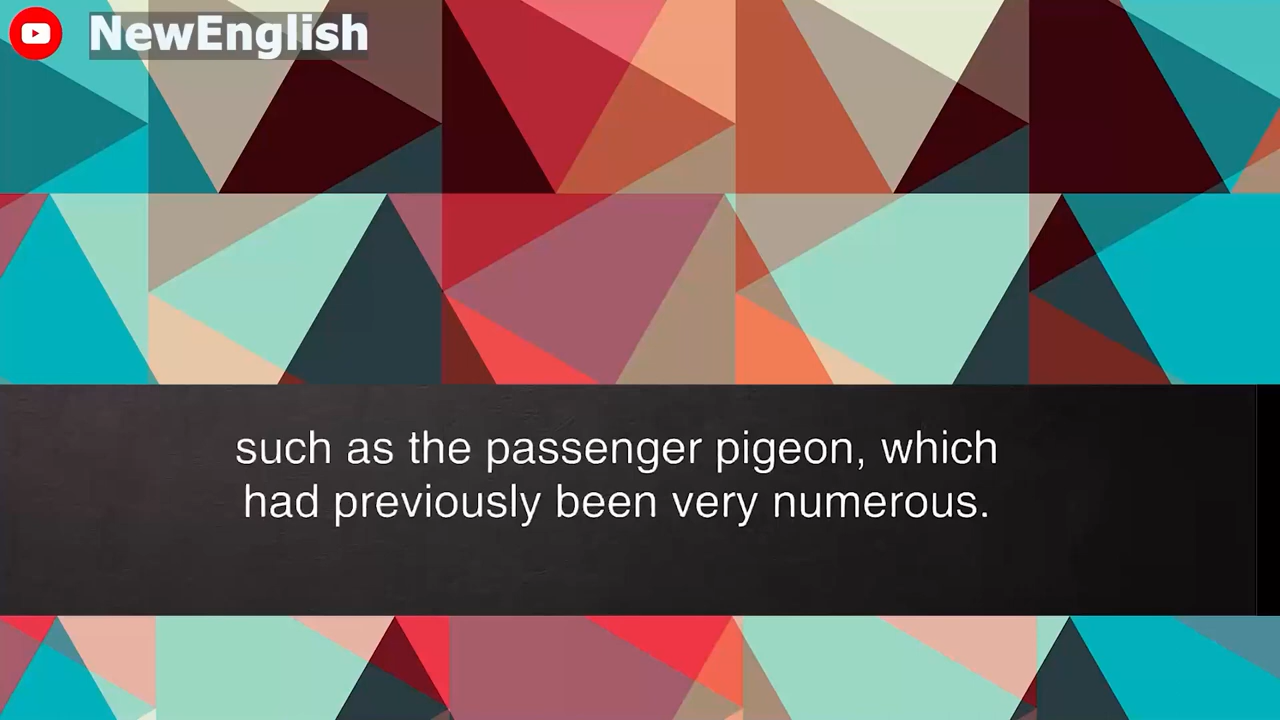 NewEnglish
such as the passenger pigeon, which
had previously been very numerous.